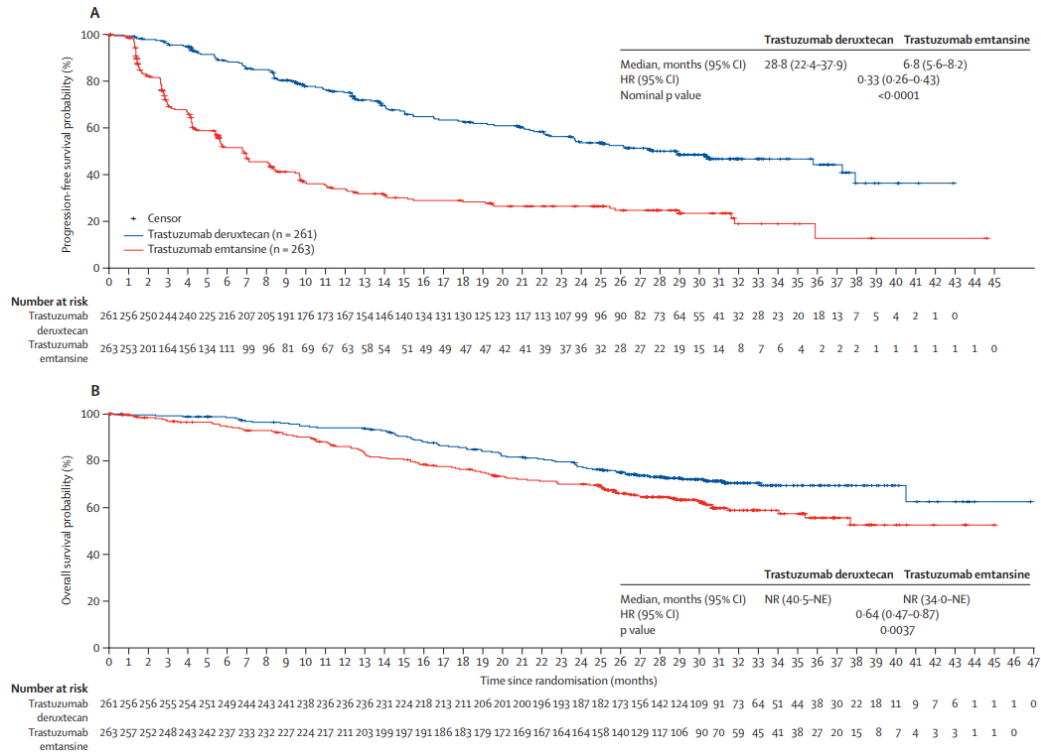 A
100
80
60
40
20
0
Progression-free survival probability (%)
Trastuzumab deruxtecan Trastuzumab emtansine
Median, months (95% CI) 28·8 (22·4–37·9) 6·8 (5·6–8·2)
HR (95% CI) 0·33 (0·26–0·43)
Nominal p value <0·0001
Censor
Trastuzumab deruxtecan (n = 261)
Trastuzumab emtansine (n = 263)
0 1 2 3 4 5 6 7 8 9 10 11 12 13 14 15 16 17 18 19 20 21 22 23 24 25 26 27 28 29 30 31 32 33 34 35 36 37 38 39 40 41 42 43 44 45
Number at risk
Trastuzumab deruxtecan 261 256 250 244 240 225 216 207 205 191 176 173 167 154 146 140 134 131 130 125 123 117 113 107 99 96 90 82 73 64 55 41 32 28 23 20 18 13 7 5 4 2 1 0
Trastuzumab emtansine 263 253 201 164 156 134 111 99 96 81 69 67 63 58 54 51 49 49 47 47 42 41 39 37 36 32 28 27 22 19 15 14 8 7 6 4 2 2 2 1 1 1 1 1 1 0
B
100
80
60
40
20
0
Overall survival probability (%)
Trastuzumab deruxtecan Trastuzumab emtansine
Median, months (95% CI) NR (40·5–NE) NR (34·0–NE)
HR (95% CI) 0·64 (0·47–0·87)
p value 0·0037
0 1 2 3 4 5 6 7 8 9 10 11 12 13 14 15 16 17 18 19 20 21 22 23 24 25 26 27 28 29 30 31 32 33 34 35 36 37 38 39 40 41 42 43 44 45 46 47
Time since randomisation (months)
Number at risk
Trastuzumab deruxtecan 261 256 256 255 254 251 249 244 243 241 238 236 236 236 231 224 218 213 211 206 201 200 196 193 187 182 173 156 142 124 109 91 73 64 51 44 38 30 22 18 11 9 7 6 1 1 1 0
Trastuzumab emtansine 263 257 252 248 243 242 237 233 232 227 224 217 211 203 199 197 191 186 183 179 172 169 167 164 164 158 140 129 117 106 90 70 59 45 41 38 27 20 15 8 7 4 3 3 1 1 0